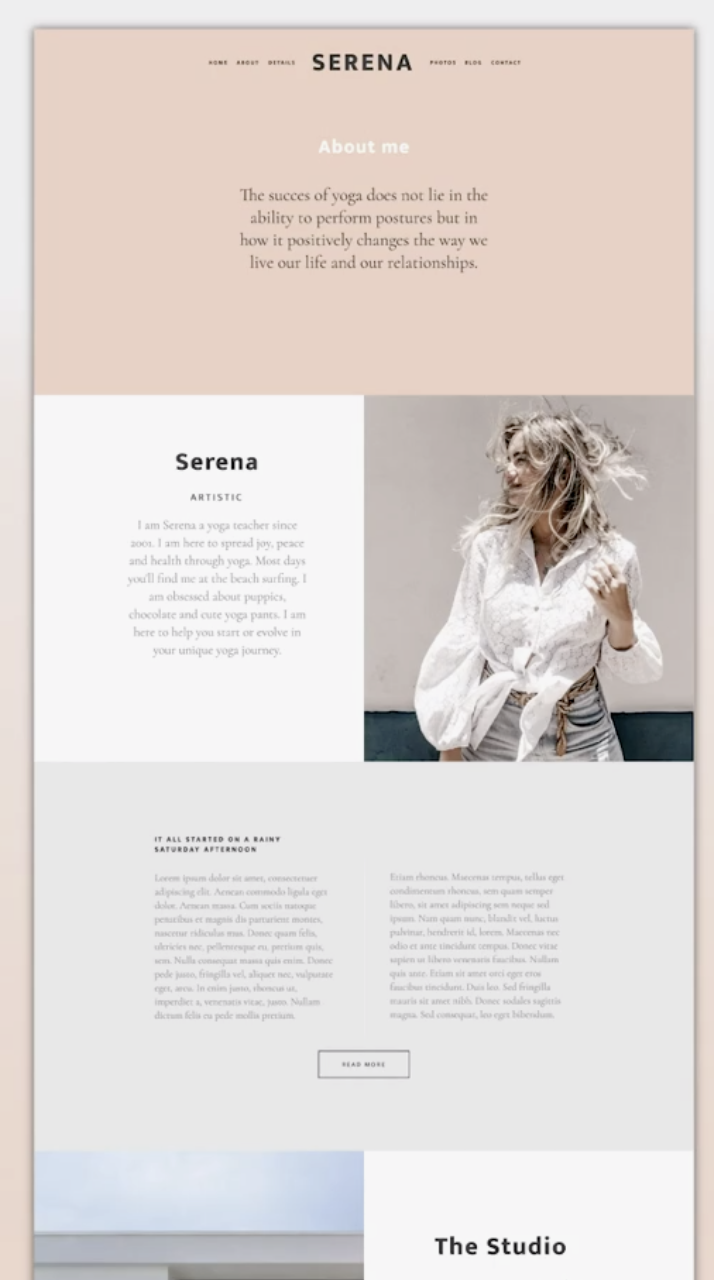 HOME ABOUT DETAILS SERENA PHOTOS BLOG CONTACT
About me
The succes of yoga does not lie in the
ability to perform postures but in
how it positively changes the way we
live our life and our relationships.
Serena
ARTISTIC
I am Serena a yoga teacher since
2001. I am here to spread joy, peace
and health through yoga. Most days
you'll find me at the beach surfing. I
am obsessed about puppies,
chocolate and cute yoga pants. I am
here to help you start or evolve in
your unique yoga journey.
IT ALL STARTED ON A RAINY
SATURDAY AFTERNOON
Lorem ipsum dolor sit amet, consectetuer
adipiscing elit. Aenean commodo ligula eget
dolor. Aenean massa. Cum sociis natoque
penatibus et magnis dis parturient montes,
nascetur ridiculus mus. Donec quam felis,
ultricies nec, pellentesque eu, pretium quis,
sem. Nulla consequat massa quis enim. Donec
pede justo, fringilla vel, aliquet nec, vulputate
eget, arcu. In enim justo, rhoncus ut,
imperdiet a, venenatis vitae, justo. Nullam
dictum felis eu pede mollis pretium.
Etiam rhoncus. Maecenas tempus, tellus eget
condimentum rhoncus, sem quam semper
libero, sit amet adipiscing sem neque sed
ipsum. Nam quam nunc, blandit vel, luctus
pulvinar, hendrerit id, lorem. Maecenas nec
odio et ante tincidunt tempus. Donec vitae
sapien ut libero venenatis faucibus. Nullam
quis ante. Etiam sit amet orci eget eros
faucibus tincidunt. Duis leo. Sed fringilla
mauris sit amet nibh. Donec sodales sagittis
magna. Sed consequat, leo eget bibendum.
READ MORE
The Studio